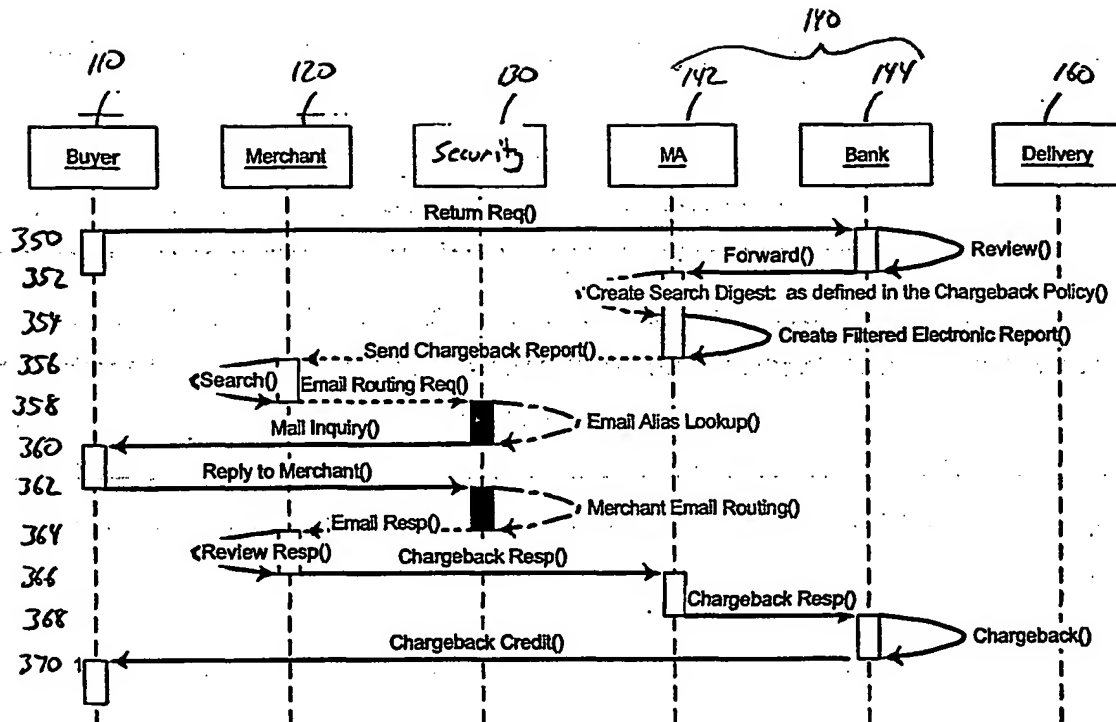 140
110 120 130 142 144 160
Buyer Merchant Security MA Bank Delivery
Return Req()
350
Forward() Review()
352
Create Search Digest: as defined in the Chargeback Policy()
354
Create Filtered Electronic Report()
Send Chargeback Report()
356
Search() Email Routing Req()
358
Email Alias Lookup()
Mail Inquiry()
360
Reply to Merchant()
362
Merchant Email Routing()
Email Resp()
364
Review Resp() Chargeback Resp()
366
Chargeback Resp()
368
Chargeback()
Chargeback Credit()
370 1